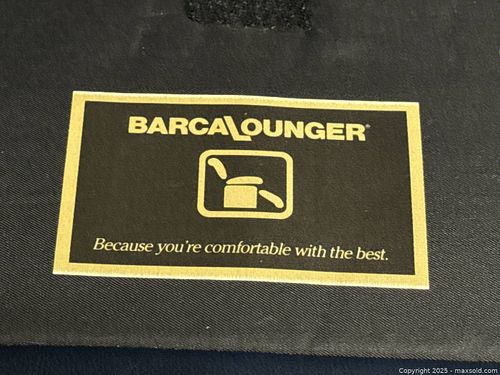 BARCALOUNGER®
Because you're comfortable with the best.
Copyright 2025 - maxsold.com